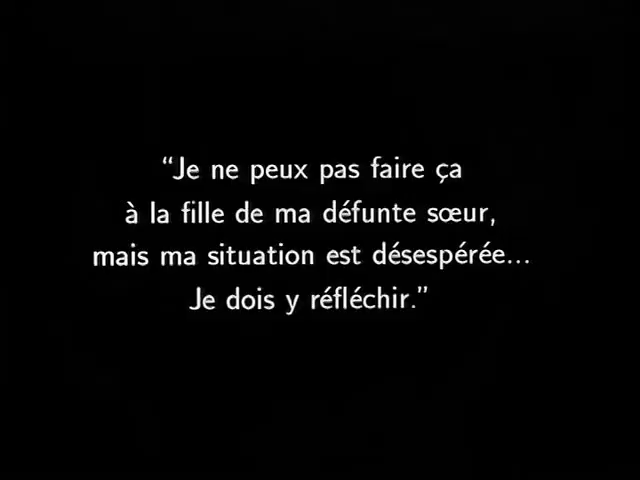 “Je ne peux pas faire ça
à la fille de ma défunte sœur,
mais ma situation est désespérée...
Je dois y réfléchir.”